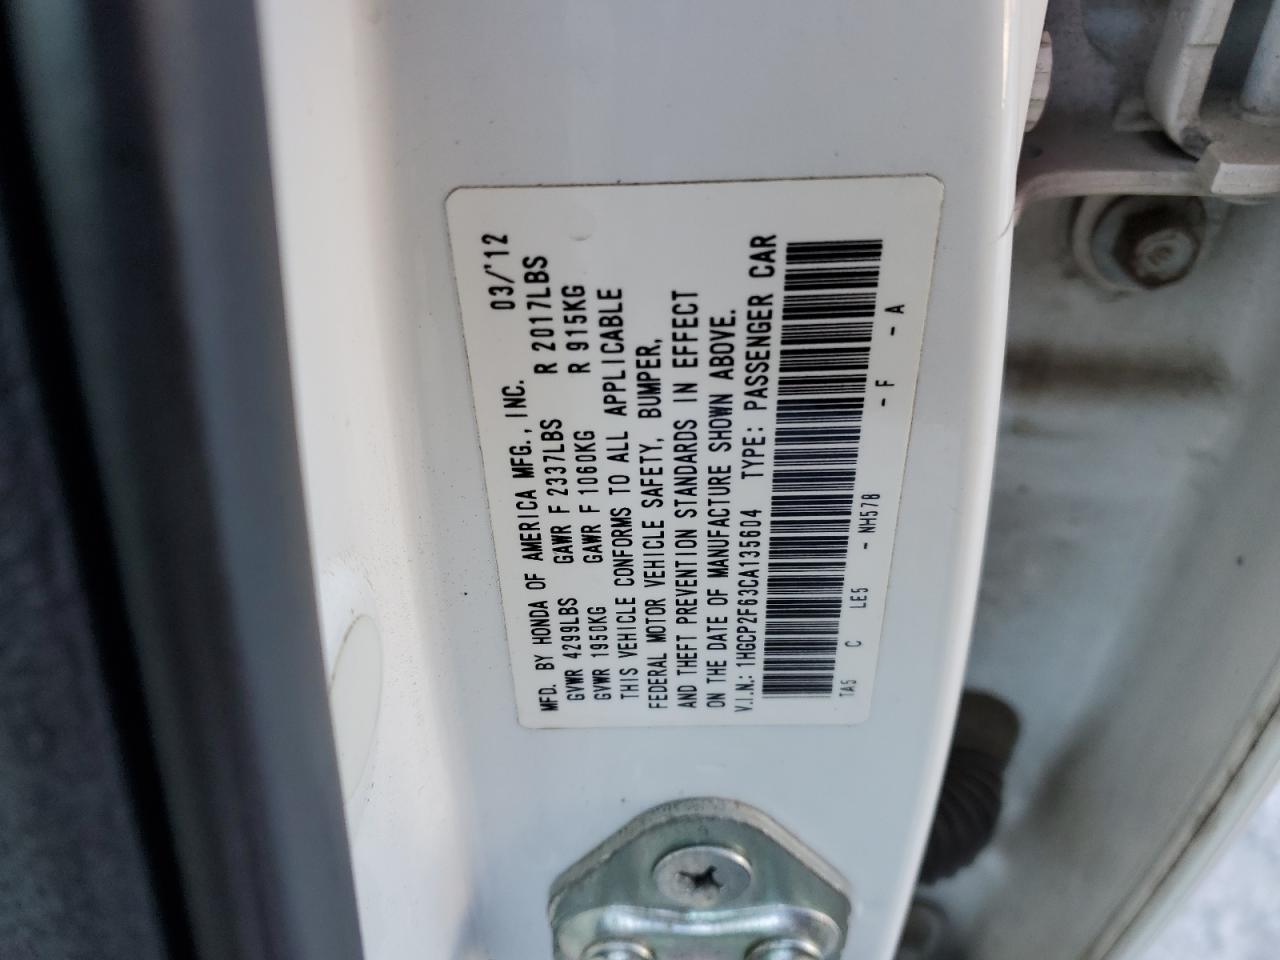 MFD. BY HONDA OF AMERICA MFG., INC. 03/'12
GVWR 4299LBS GAWR F 2337LBS R 2017LBS
GVWR 1950KG GAWR F 1060KG R 915KG
THIS VEHICLE CONFORMS TO ALL APPLICABLE
FEDERAL MOTOR VEHICLE SAFETY, BUMPER,
AND THEFT PREVENTION STANDARDS IN EFFECT
ON THE DATE OF MANUFACTURE SHOWN ABOVE.
V.I.N.: 1HGCP2F63CA135604 TYPE: PASSENGER CAR
TA5 C LE5 - NH578 - F - A